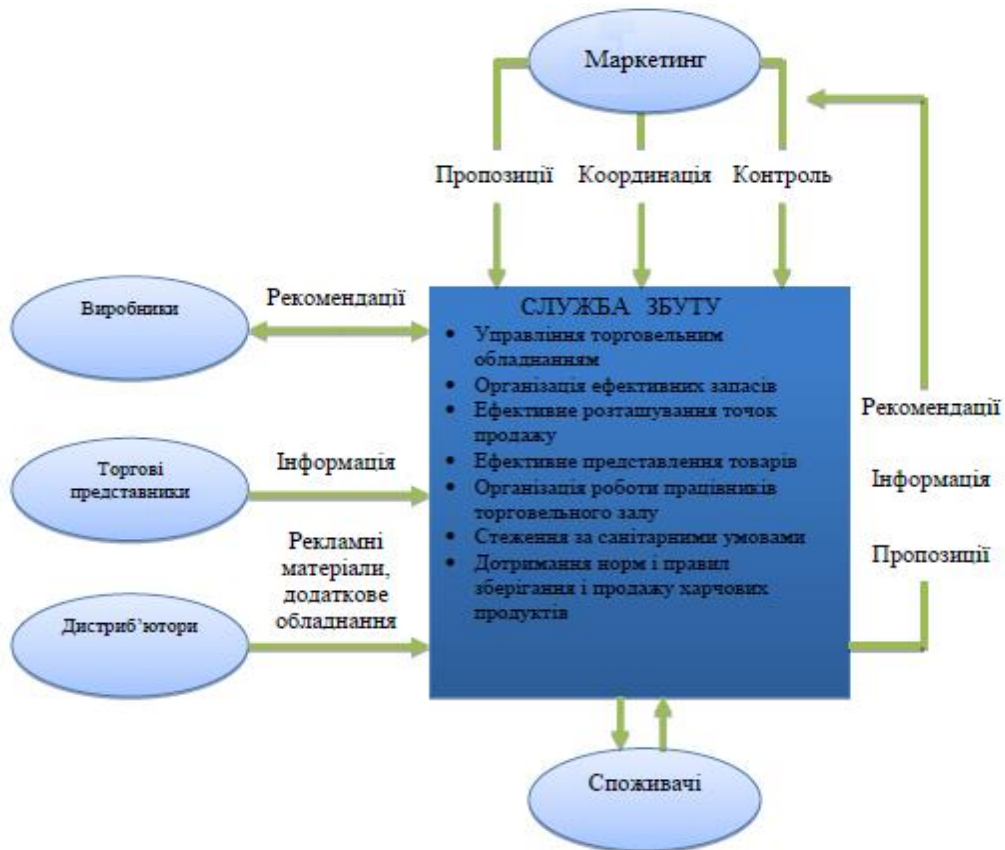 Маркетинг
Пропозиції
Координація
Контроль
Виробники
Рекомендації
Торгові
представники
Інформація
Рекламні
матеріали,
додаткове
обладнання
Дистриб’ютори
СЛУЖБА ЗБУТУ
• Управління торговельним
обладнанням
• Організація ефективних запасів
• Ефективне розташування точок
продажу
• Ефективне представлення товарів
• Організація роботи працівників
торговельного залу
• Стеження за санітарними умовами
• Дотримання норм і правил
зберігання і продажу харчових
продуктів
Рекомендації
Інформація
Пропозиції
Споживачі